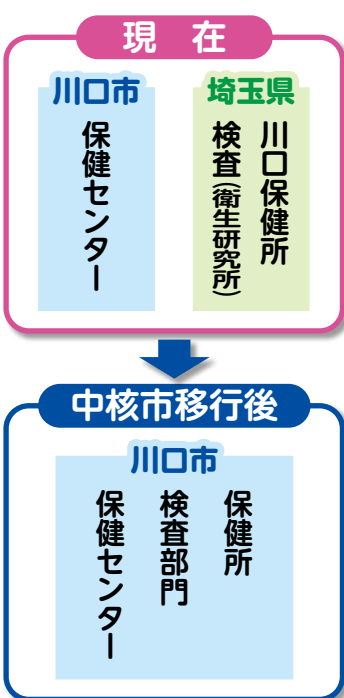 現 在
川口市
保健センター
埼玉県
川口保健所
検査(衛生研究所)
中核市移行後
川口市
保健所
検査部門
保健センター